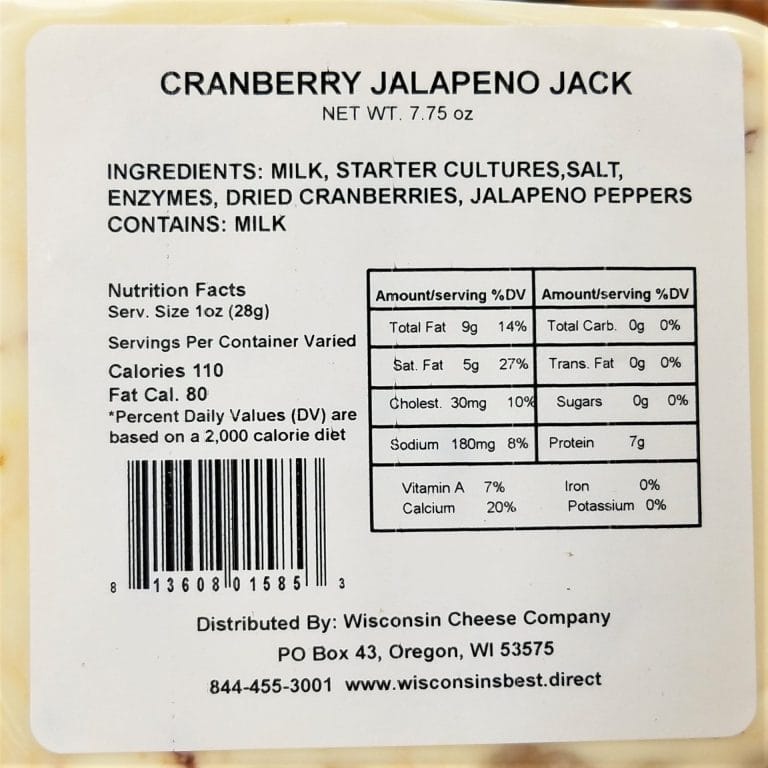 CRANBERRY JALAPENO JACK
NET WT. 7.75 oz
INGREDIENTS: MILK, STARTER CULTURES,SALT,
ENZYMES, DRIED CRANBERRIES, JALAPENO PEPPERS
CONTAINS: MILK
Nutrition Facts
Serv. Size 1oz (28g)
Servings Per Container Varied
Calories 110
Fat Cal. 80
*Percent Daily Values (DV) are
based on a 2,000 calorie diet
Amount/serving %DV Amount/serving %DV
Total Fat 9g 14% Total Carb. 0g 0%
Sat. Fat 5g 27% Trans. Fat 0g 0%
Cholest. 30mg 10% Sugars 0g 0%
Sodium 180mg 8% Protein 7g
Vitamin A 7% Iron 0%
Calcium 20% Potassium 0%
8 13608 01585 3
Distributed By: Wisconsin Cheese Company
PO Box 43, Oregon, WI 53575
844-455-3001 www.wisconsinsbest.direct